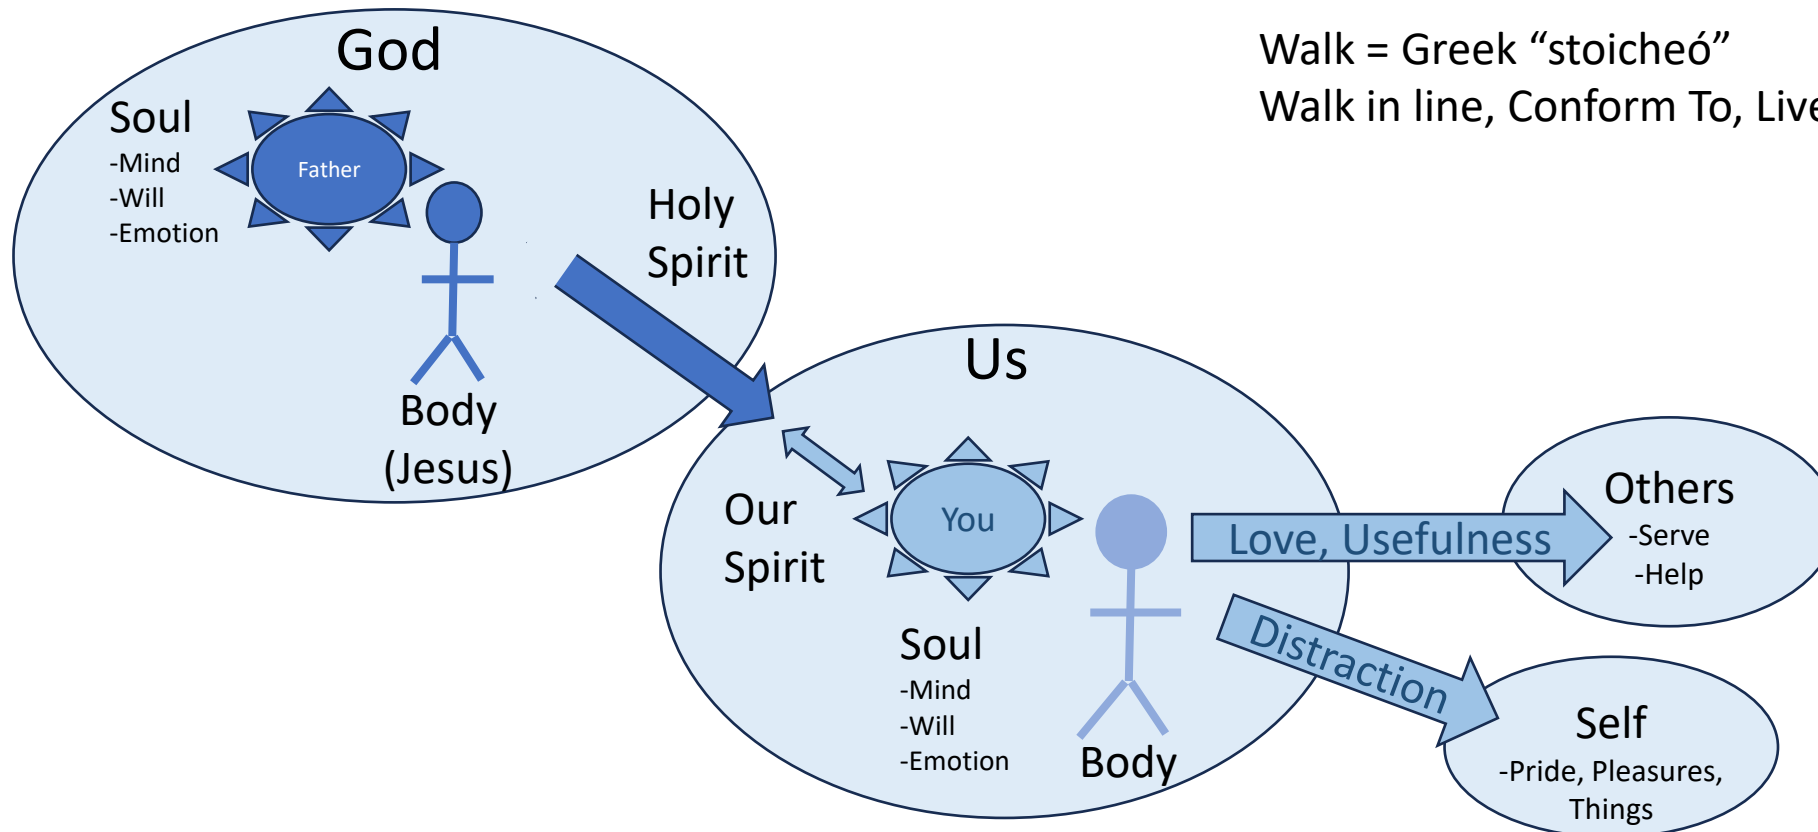 God
Walk = Greek “stoicheó”
Walk in line, Conform To, Live
Soul
-Mind
-Will
-Emotion
Father
Holy
Spirit
Body
(Jesus)
Us
Our
Spirit
You
Soul
-Mind
-Will
-Emotion
Body
Love, Usefulness
Others
-Serve
-Help
Distraction
Self
-Pride, Pleasures,
Things